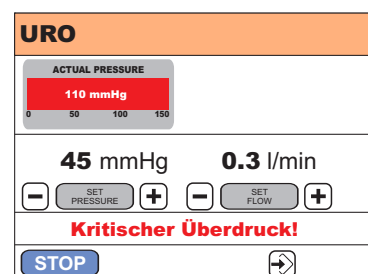 URO
ACTUAL PRESSURE
110 mmHg
0 50 100 150
45 mmHg 0.3 l/min
− SET PRESSURE + − SET FLOW +
Kritischer Überdruck!
STOP